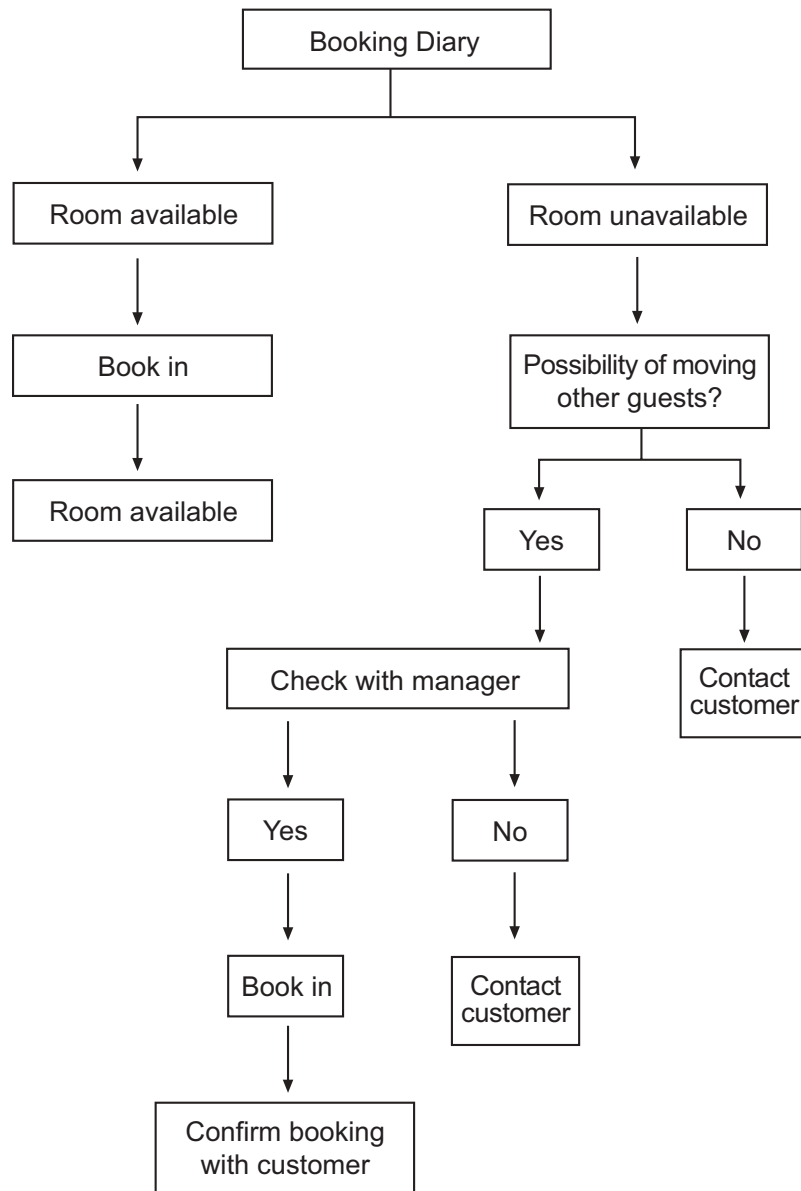 Booking Diary
Room available
Room unavailable
Book in
Possibility of moving
other guests?
Room available
Yes
No
Check with manager
Contact
customer
Yes
No
Book in
Contact
customer
Confirm booking
with customer